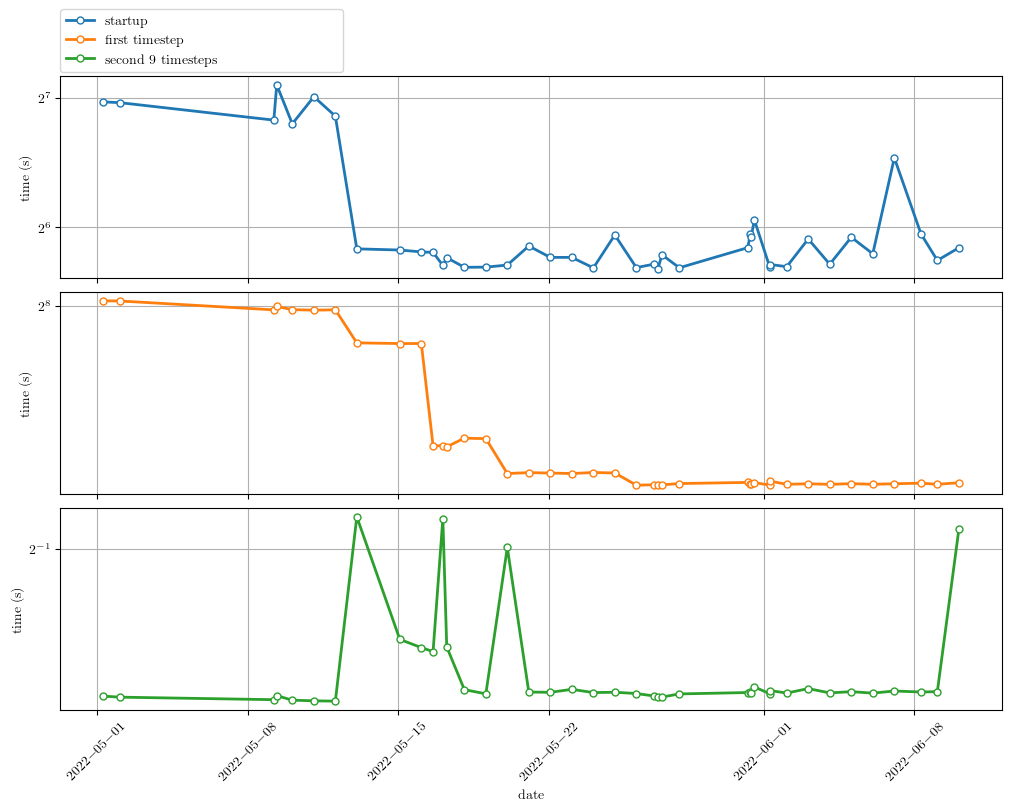 startup
first timestep
second 9 timesteps
2^7
2^6
time (s)
2^8
time (s)
2^−1
time (s)
2022−05−01
2022−05−08
2022−05−15
2022−05−22
2022−06−01
2022−06−08
date